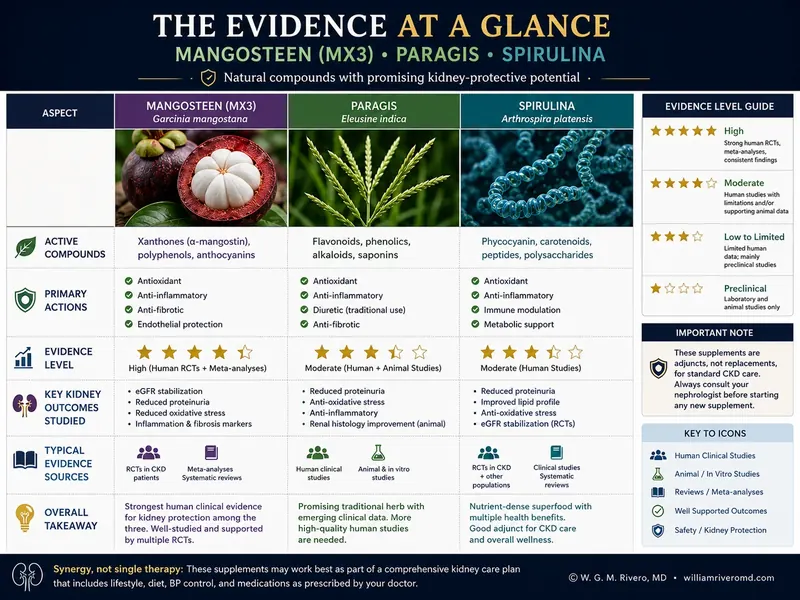 THE EVIDENCE AT A GLANCE
MANGOSTEEN (MX3) • PARAGIS • SPIRULINA
Natural compounds with promising kidney-protective potential
ASPECT
MANGOSTEEN (MX3)
Garcinia mangostana
PARAGIS
Eleusine indica
SPIRULINA
Arthrospira platensis
ACTIVE
COMPOUNDS
Xanthones (α-mangostin),
polyphenols, anthocyanins
Flavonoids, phenolics,
alkaloids, saponins
Phycocyanin, carotenoids,
peptides, polysaccharides
PRIMARY
ACTIONS
Antioxidant
Anti-inflammatory
Anti-fibrotic
Endothelial protection
Antioxidant
Anti-inflammatory
Diuretic (traditional use)
Anti-fibrotic
Antioxidant
Anti-inflammatory
Immune modulation
Metabolic support
EVIDENCE
LEVEL
High (Human RCTs + Meta-analyses)
Moderate (Human + Animal Studies)
Moderate (Human Studies)
KEY KIDNEY
OUTCOMES
STUDIED
• eGFR stabilization
• Reduced proteinuria
• Reduced oxidative stress
• Inflammation & fibrosis markers
• Reduced proteinuria
• Anti-oxidative stress
• Anti-inflammatory
• Renal histology improvement (animal)
• Reduced proteinuria
• Improved lipid profile
• Anti-oxidative stress
• eGFR stabilization (RCTs)
TYPICAL
EVIDENCE
SOURCES
RCTs in CKD
patients
Meta-analyses
Systematic reviews
Human clinical
studies
Animal & in vitro
studies
RCTs in CKD
+ other
populations
Clinical studies
Systematic
reviews
OVERALL
TAKEAWAY
Strongest human clinical evidence
for kidney protection among the
three. Well-studied and supported
by multiple RCTs.
Promising traditional herb with
emerging clinical data. More
high-quality human studies
are needed.
Nutrient-dense superfood with
multiple health benefits.
Good adjunct for CKD care
and overall wellness.
EVIDENCE LEVEL GUIDE
High
Strong human RCTs,
meta-analyses,
consistent findings
Moderate
Human studies with
limitations and/or
supporting animal data
Low to Limited
Limited human
data; mainly
preclinical studies
Preclinical
Laboratory and
animal studies only
IMPORTANT NOTE
These supplements are
adjuncts, not replacements,
for standard CKD care.
Always consult your
nephrologist before starting
any new supplement.
KEY TO ICONS
Human Clinical Studies
Animal / In Vitro Studies
Reviews / Meta-analyses
Well Supported Outcomes
Safety / Kidney Protection
Synergy, not single therapy: These supplements may work best as part of a comprehensive kidney care plan
that includes lifestyle, diet, BP control, and medications as prescribed by your doctor.
© W. G. M. Rivero, MD • williamriveromd.com